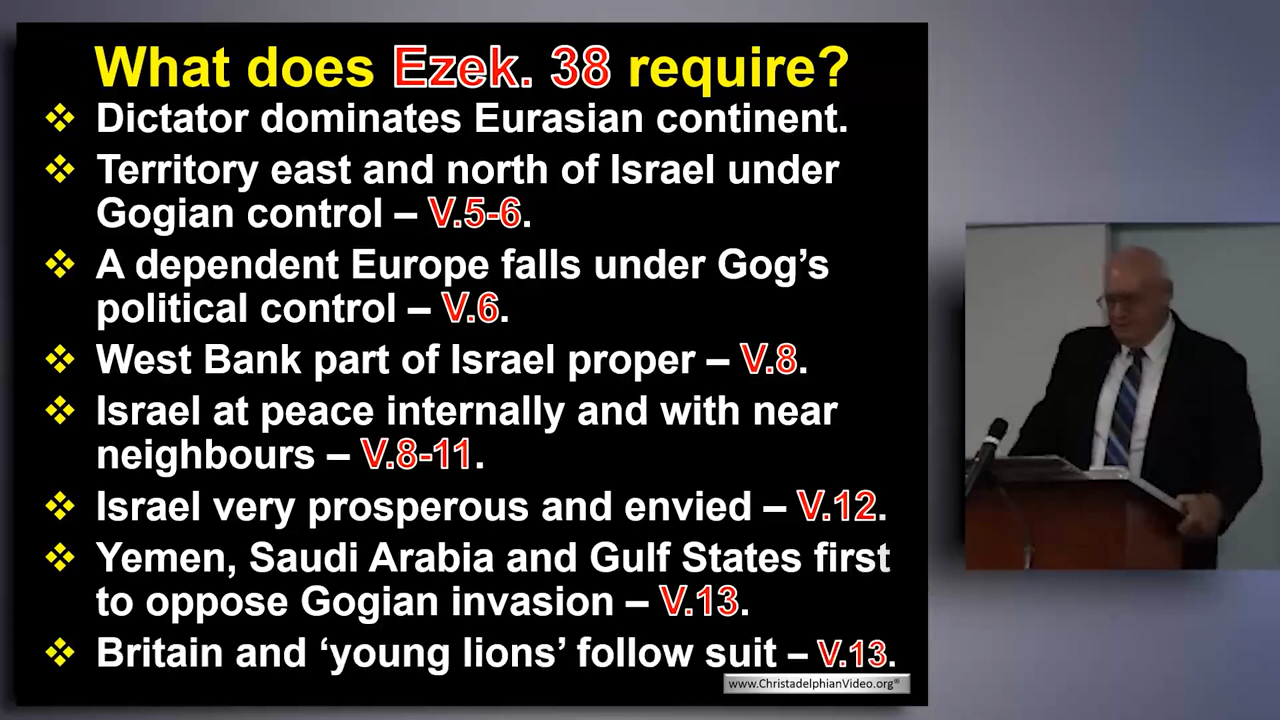 What does Ezek. 38 require?
❖ Dictator dominates Eurasian continent.
❖ Territory east and north of Israel under
Gogian control – V.5-6.
❖ A dependent Europe falls under Gog’s
political control – V.6.
❖ West Bank part of Israel proper – V.8.
❖ Israel at peace internally and with near
neighbours – V.8-11.
❖ Israel very prosperous and envied – V.12.
❖ Yemen, Saudi Arabia and Gulf States first
to oppose Gogian invasion – V.13.
❖ Britain and ‘young lions’ follow suit – V.13.
www.ChristadelphianVideo.org®